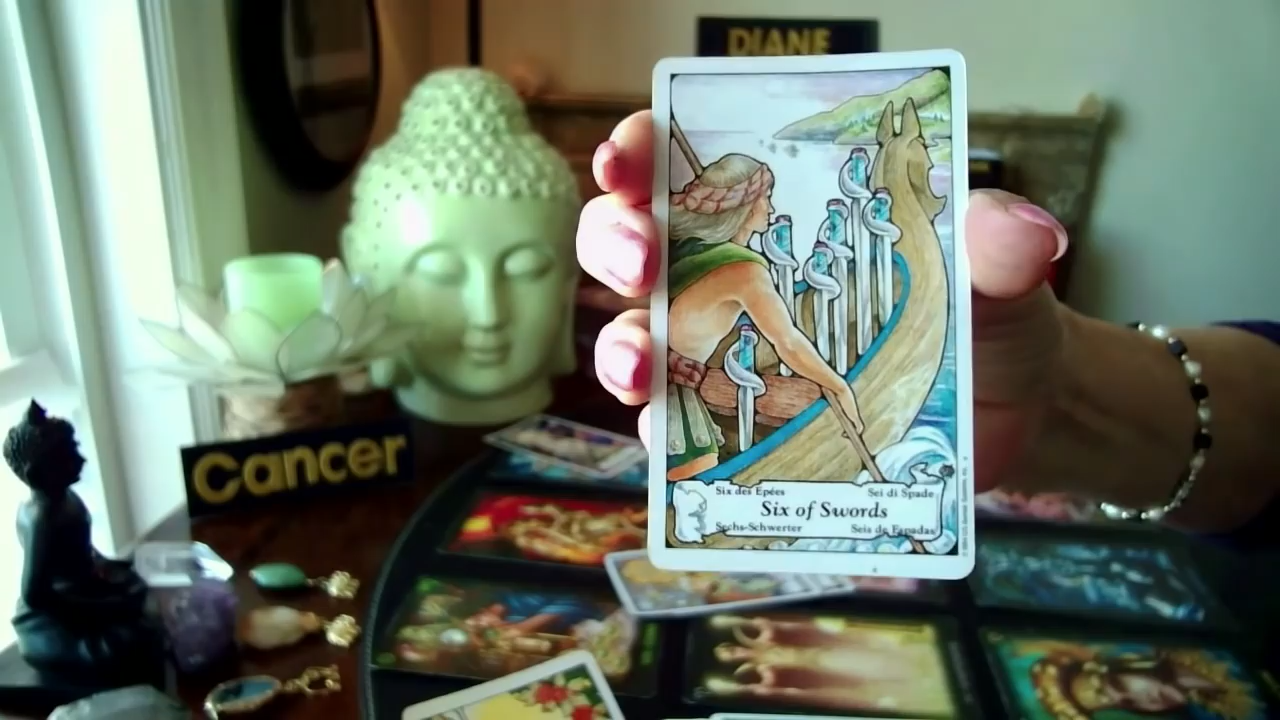 DIANE
Cancer
Six des Epées
Sei di Spade
Six of Swords
Sechs-Schwerter
Seis de Espadas